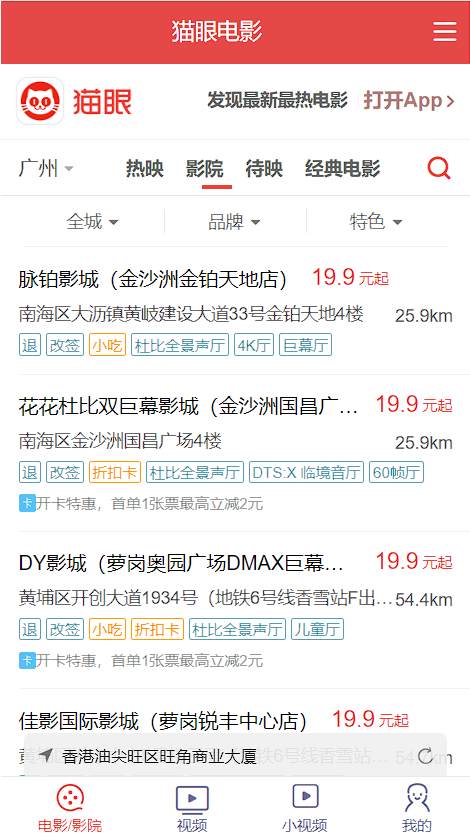 猫眼电影
猫眼 发现最新最热电影 打开App
广州 热映 影院 待映 经典电影
全城 品牌 特色
脉铂影城（金沙洲金铂天地店） 19.9元起
南海区大沥镇黄岐建设大道33号金铂天地4楼 25.9km
退 改签 小吃 杜比全景声厅 4K厅 巨幕厅
花花杜比双巨幕影城（金沙洲国昌广... 19.9元起
南海区金沙洲国昌广场4楼 25.9km
退 改签 折扣卡 杜比全景声厅 DTS:X 临境音厅 60帧厅
卡 开卡特惠，首单1张票最高立减2元
DY影城（萝岗奥园广场DMAX巨幕... 19.9元起
黄埔区开创大道1934号（地铁6号线香雪站F出... 54.4km
退 改签 小吃 折扣卡 杜比全景声厅 儿童厅
卡 开卡特惠，首单1张票最高立减2元
佳影国际影城（萝岗锐丰中心店） 19.9元起
香港油尖旺区旺角商业大厦
电影/影院 视频 小视频 我的